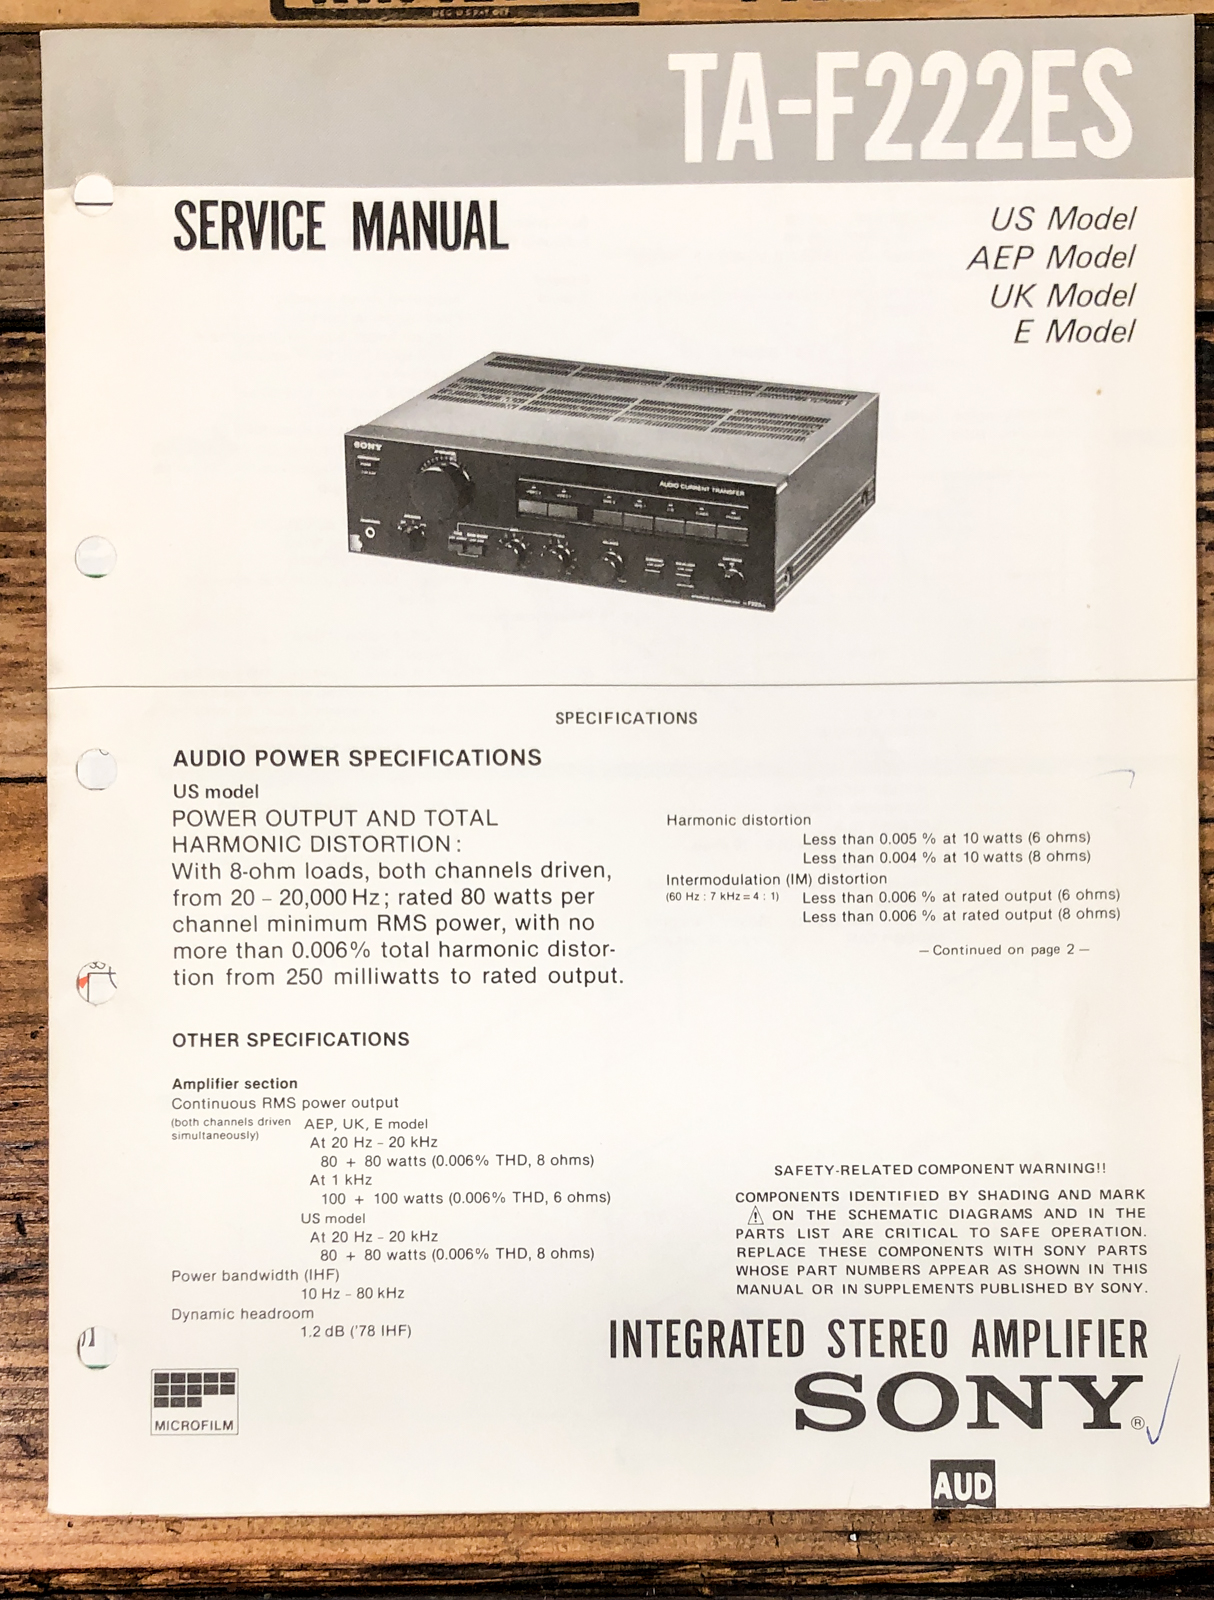 TA-F222ES
SERVICE MANUAL
US Model
AEP Model
UK Model
E Model
SONY
AUDIO CURRENT TRANSFER
SPECIFICATIONS
AUDIO POWER SPECIFICATIONS
US model
POWER OUTPUT AND TOTAL
HARMONIC DISTORTION :
With 8-ohm loads, both channels driven,
from 20 – 20,000 Hz; rated 80 watts per
channel minimum RMS power, with no
more than 0.006% total harmonic distor-
tion from 250 milliwatts to rated output.
OTHER SPECIFICATIONS
Amplifier section
Continuous RMS power output
(both channels driven
simultaneously)
AEP, UK, E model
At 20 Hz – 20 kHz
80 + 80 watts (0.006% THD, 8 ohms)
At 1 kHz
100 + 100 watts (0.006% THD, 6 ohms)
US model
At 20 Hz – 20 kHz
80 + 80 watts (0.006% THD, 8 ohms)
Power bandwidth (IHF)
10 Hz – 80 kHz
Dynamic headroom
1.2 dB ('78 IHF)
Harmonic distortion
Less than 0.005 % at 10 watts (6 ohms)
Less than 0.004 % at 10 watts (8 ohms)
Intermodulation (IM) distortion
(60 Hz : 7 kHz = 4 : 1) Less than 0.006 % at rated output (6 ohms)
Less than 0.006 % at rated output (8 ohms)
— Continued on page 2 —
SAFETY-RELATED COMPONENT WARNING!!
COMPONENTS IDENTIFIED BY SHADING AND MARK
⚠ ON THE SCHEMATIC DIAGRAMS AND IN THE
PARTS LIST ARE CRITICAL TO SAFE OPERATION.
REPLACE THESE COMPONENTS WITH SONY PARTS
WHOSE PART NUMBERS APPEAR AS SHOWN IN THIS
MANUAL OR IN SUPPLEMENTS PUBLISHED BY SONY.
INTEGRATED STEREO AMPLIFIER
SONY®
MICROFILM
AUD